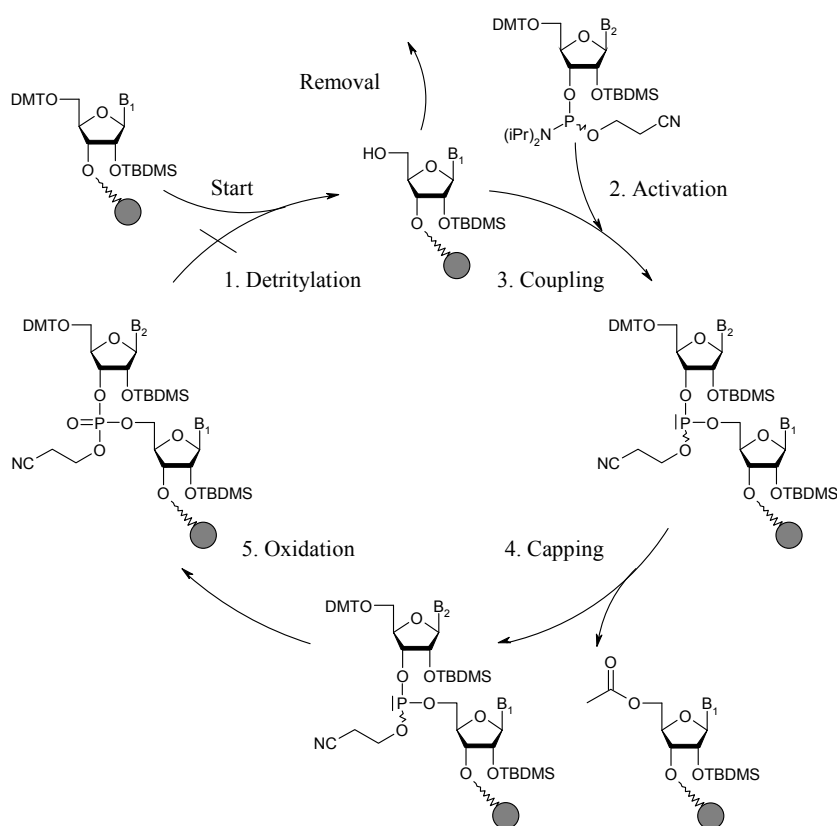 Removal
DMTO
O
B2
O
OTBDMS
(iPr)2N
P
O
CN
DMTO
O
B1
O
OTBDMS
Start
HO
O
B1
O
OTBDMS
2. Activation
1. Detritylation
3. Coupling
DMTO
O
B2
O
OTBDMS
O=P
O
O
NC
O
B1
O
OTBDMS
DMTO
O
B2
O
OTBDMS
|P
O
O
NC
O
B1
O
OTBDMS
5. Oxidation
4. Capping
DMTO
O
B2
O
OTBDMS
|P
O
O
NC
O
B1
O
OTBDMS
O
O
O
B1
O
OTBDMS